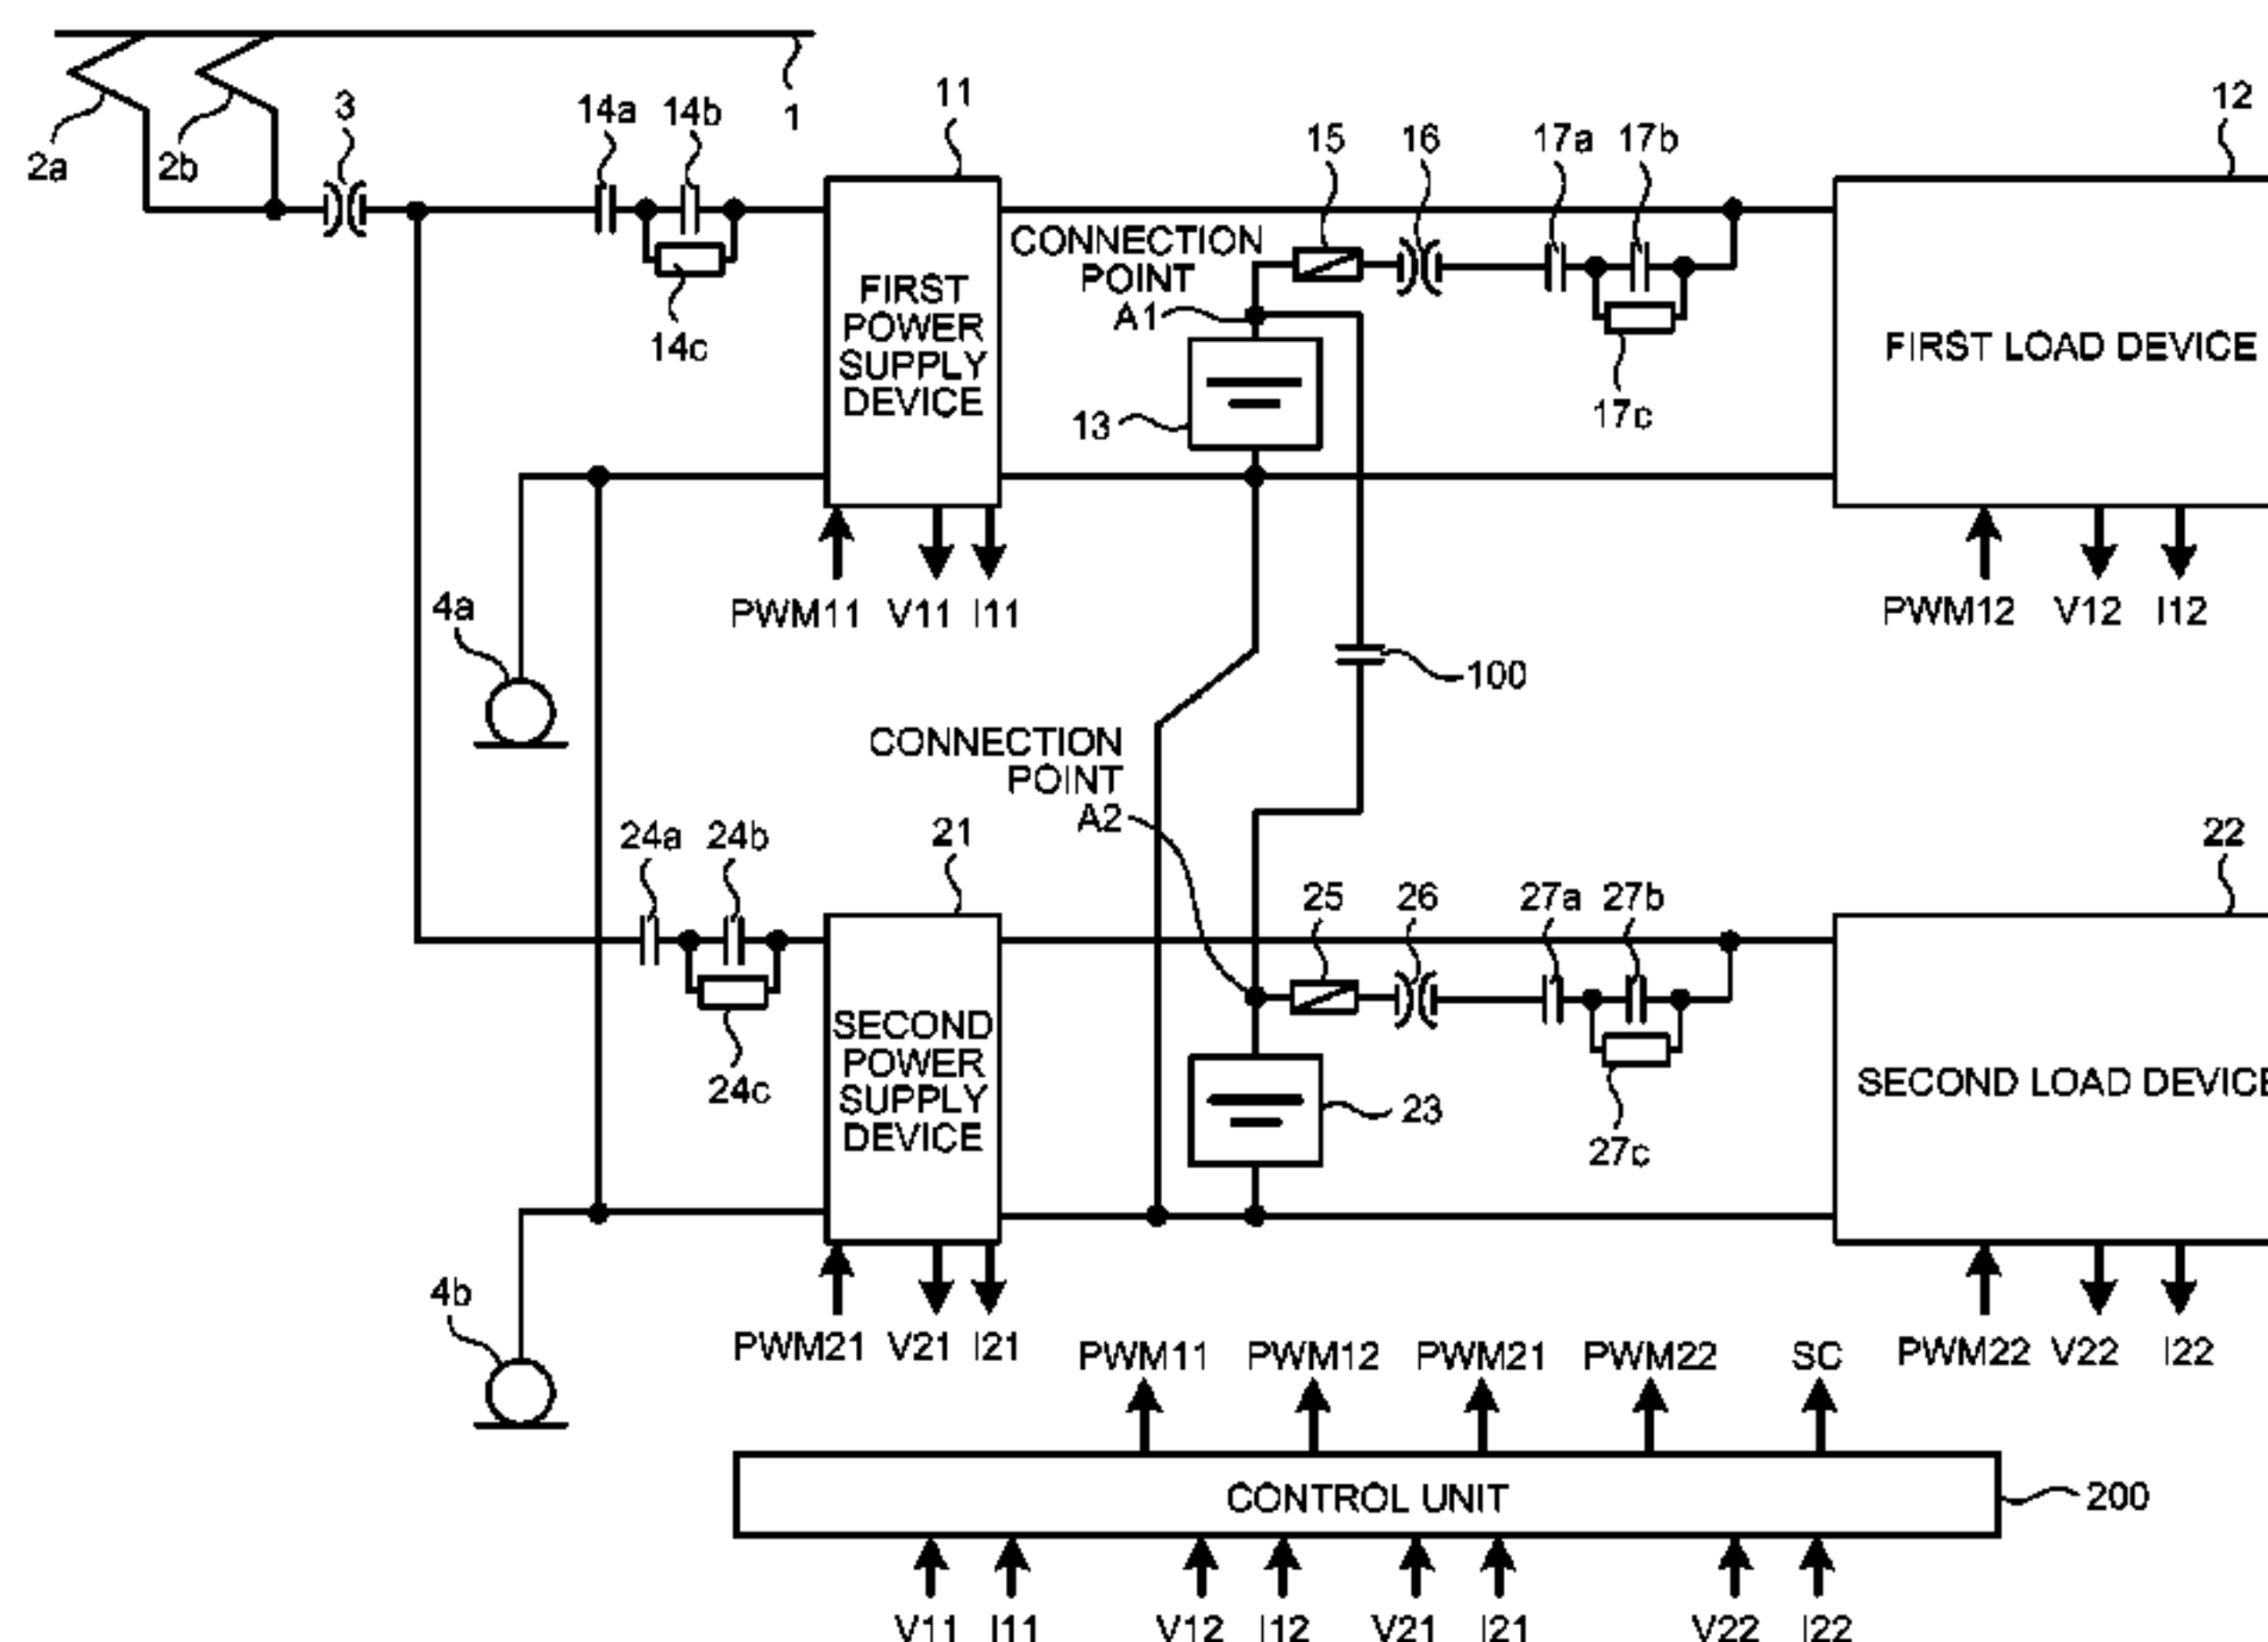 1
2a
2b
3
14a
14b
14c
11
FIRST
POWER
SUPPLY
DEVICE
CONNECTION
POINT
A1
13
15
16
17a
17b
17c
12
FIRST LOAD DEVICE
PWM11
V11
I11
PWM12
V12
I12
4a
100
CONNECTION
POINT
A2
24a
24b
24c
21
SECOND
POWER
SUPPLY
DEVICE
25
26
27a
27b
27c
23
22
SECOND LOAD DEVICE
4b
PWM21
V21
I21
PWM22
V22
I22
PWM11
PWM12
PWM21
PWM22
SC
CONTROL UNIT
200
V11
I11
V12
I12
V21
I21
V22
I22